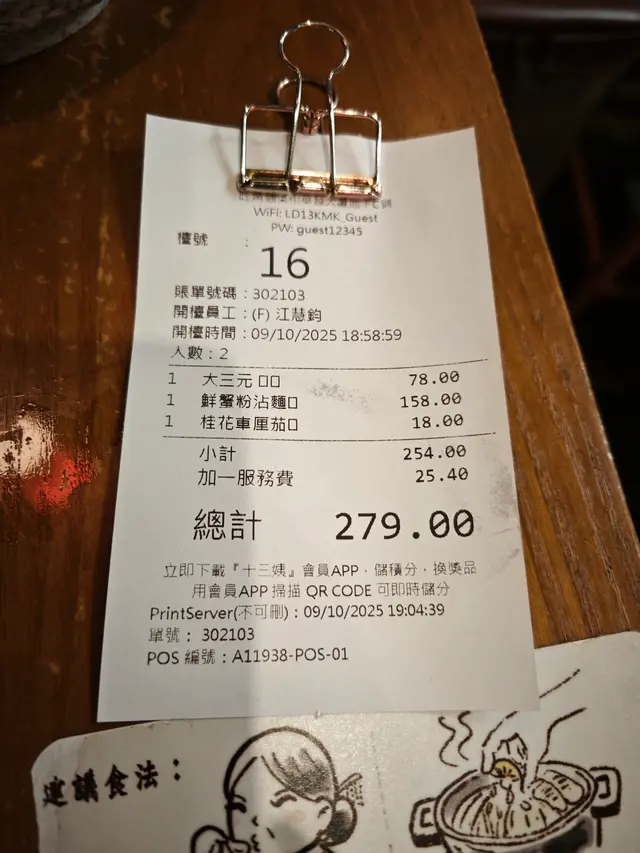 WiFi: LD13KMK_Guest
PW: guest12345
檯號 :
16
賬單號碼：302103
開檯員工：(F) 江慧鈞
開檯時間：09/10/2025 18:58:59
人數：2
1 大三元 口口 78.00
1 鮮蟹粉沾麵口 158.00
1 桂花車厘茄口 18.00
小計 254.00
加一服務費 25.40
總計 279.00
立即下載『十三姨』會員APP，儲積分，換獎品
用會員APP 掃描 QR CODE 可即時儲分
PrintServer(不可刪)：09/10/2025 19:04:39
單號： 302103
POS 編號：A11938-POS-01
建議食法：